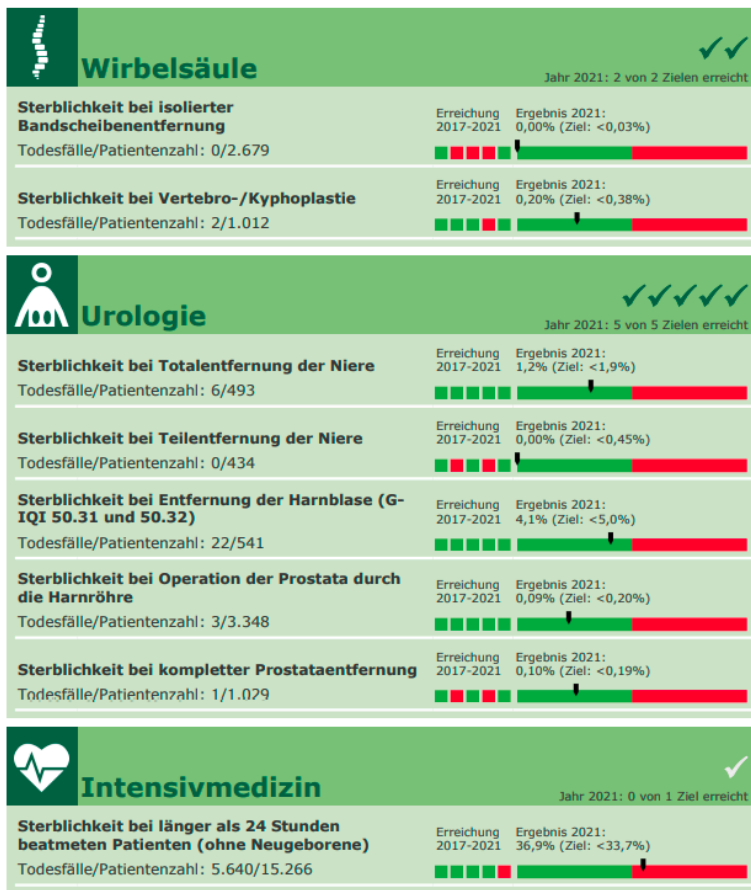 Wirbelsäule
Jahr 2021: 2 von 2 Zielen erreicht
Sterblichkeit bei isolierter
Bandscheibenentfernung
Todesfälle/Patientenzahl: 0/2.679
Erreichung
2017-2021
Ergebnis 2021:
0,00% (Ziel: <0,03%)
Sterblichkeit bei Vertebro-/Kyphoplastie
Todesfälle/Patientenzahl: 2/1.012
Erreichung
2017-2021
Ergebnis 2021:
0,20% (Ziel: <0,38%)
Urologie
Jahr 2021: 5 von 5 Zielen erreicht
Sterblichkeit bei Totalentfernung der Niere
Todesfälle/Patientenzahl: 6/493
Erreichung
2017-2021
Ergebnis 2021:
1,2% (Ziel: <1,9%)
Sterblichkeit bei Teilentfernung der Niere
Todesfälle/Patientenzahl: 0/434
Erreichung
2017-2021
Ergebnis 2021:
0,00% (Ziel: <0,45%)
Sterblichkeit bei Entfernung der Harnblase (G-
IQI 50.31 und 50.32)
Todesfälle/Patientenzahl: 22/541
Erreichung
2017-2021
Ergebnis 2021:
4,1% (Ziel: <5,0%)
Sterblichkeit bei Operation der Prostata durch
die Harnröhre
Todesfälle/Patientenzahl: 3/3.348
Erreichung
2017-2021
Ergebnis 2021:
0,09% (Ziel: <0,20%)
Sterblichkeit bei kompletter Prostataentfernung
Todesfälle/Patientenzahl: 1/1.029
Erreichung
2017-2021
Ergebnis 2021:
0,10% (Ziel: <0,19%)
Intensivmedizin
Jahr 2021: 0 von 1 Ziel erreicht
Sterblichkeit bei länger als 24 Stunden
beatmeten Patienten (ohne Neugeborene)
Todesfälle/Patientenzahl: 5.640/15.266
Erreichung
2017-2021
Ergebnis 2021:
36,9% (Ziel: <33,7%)